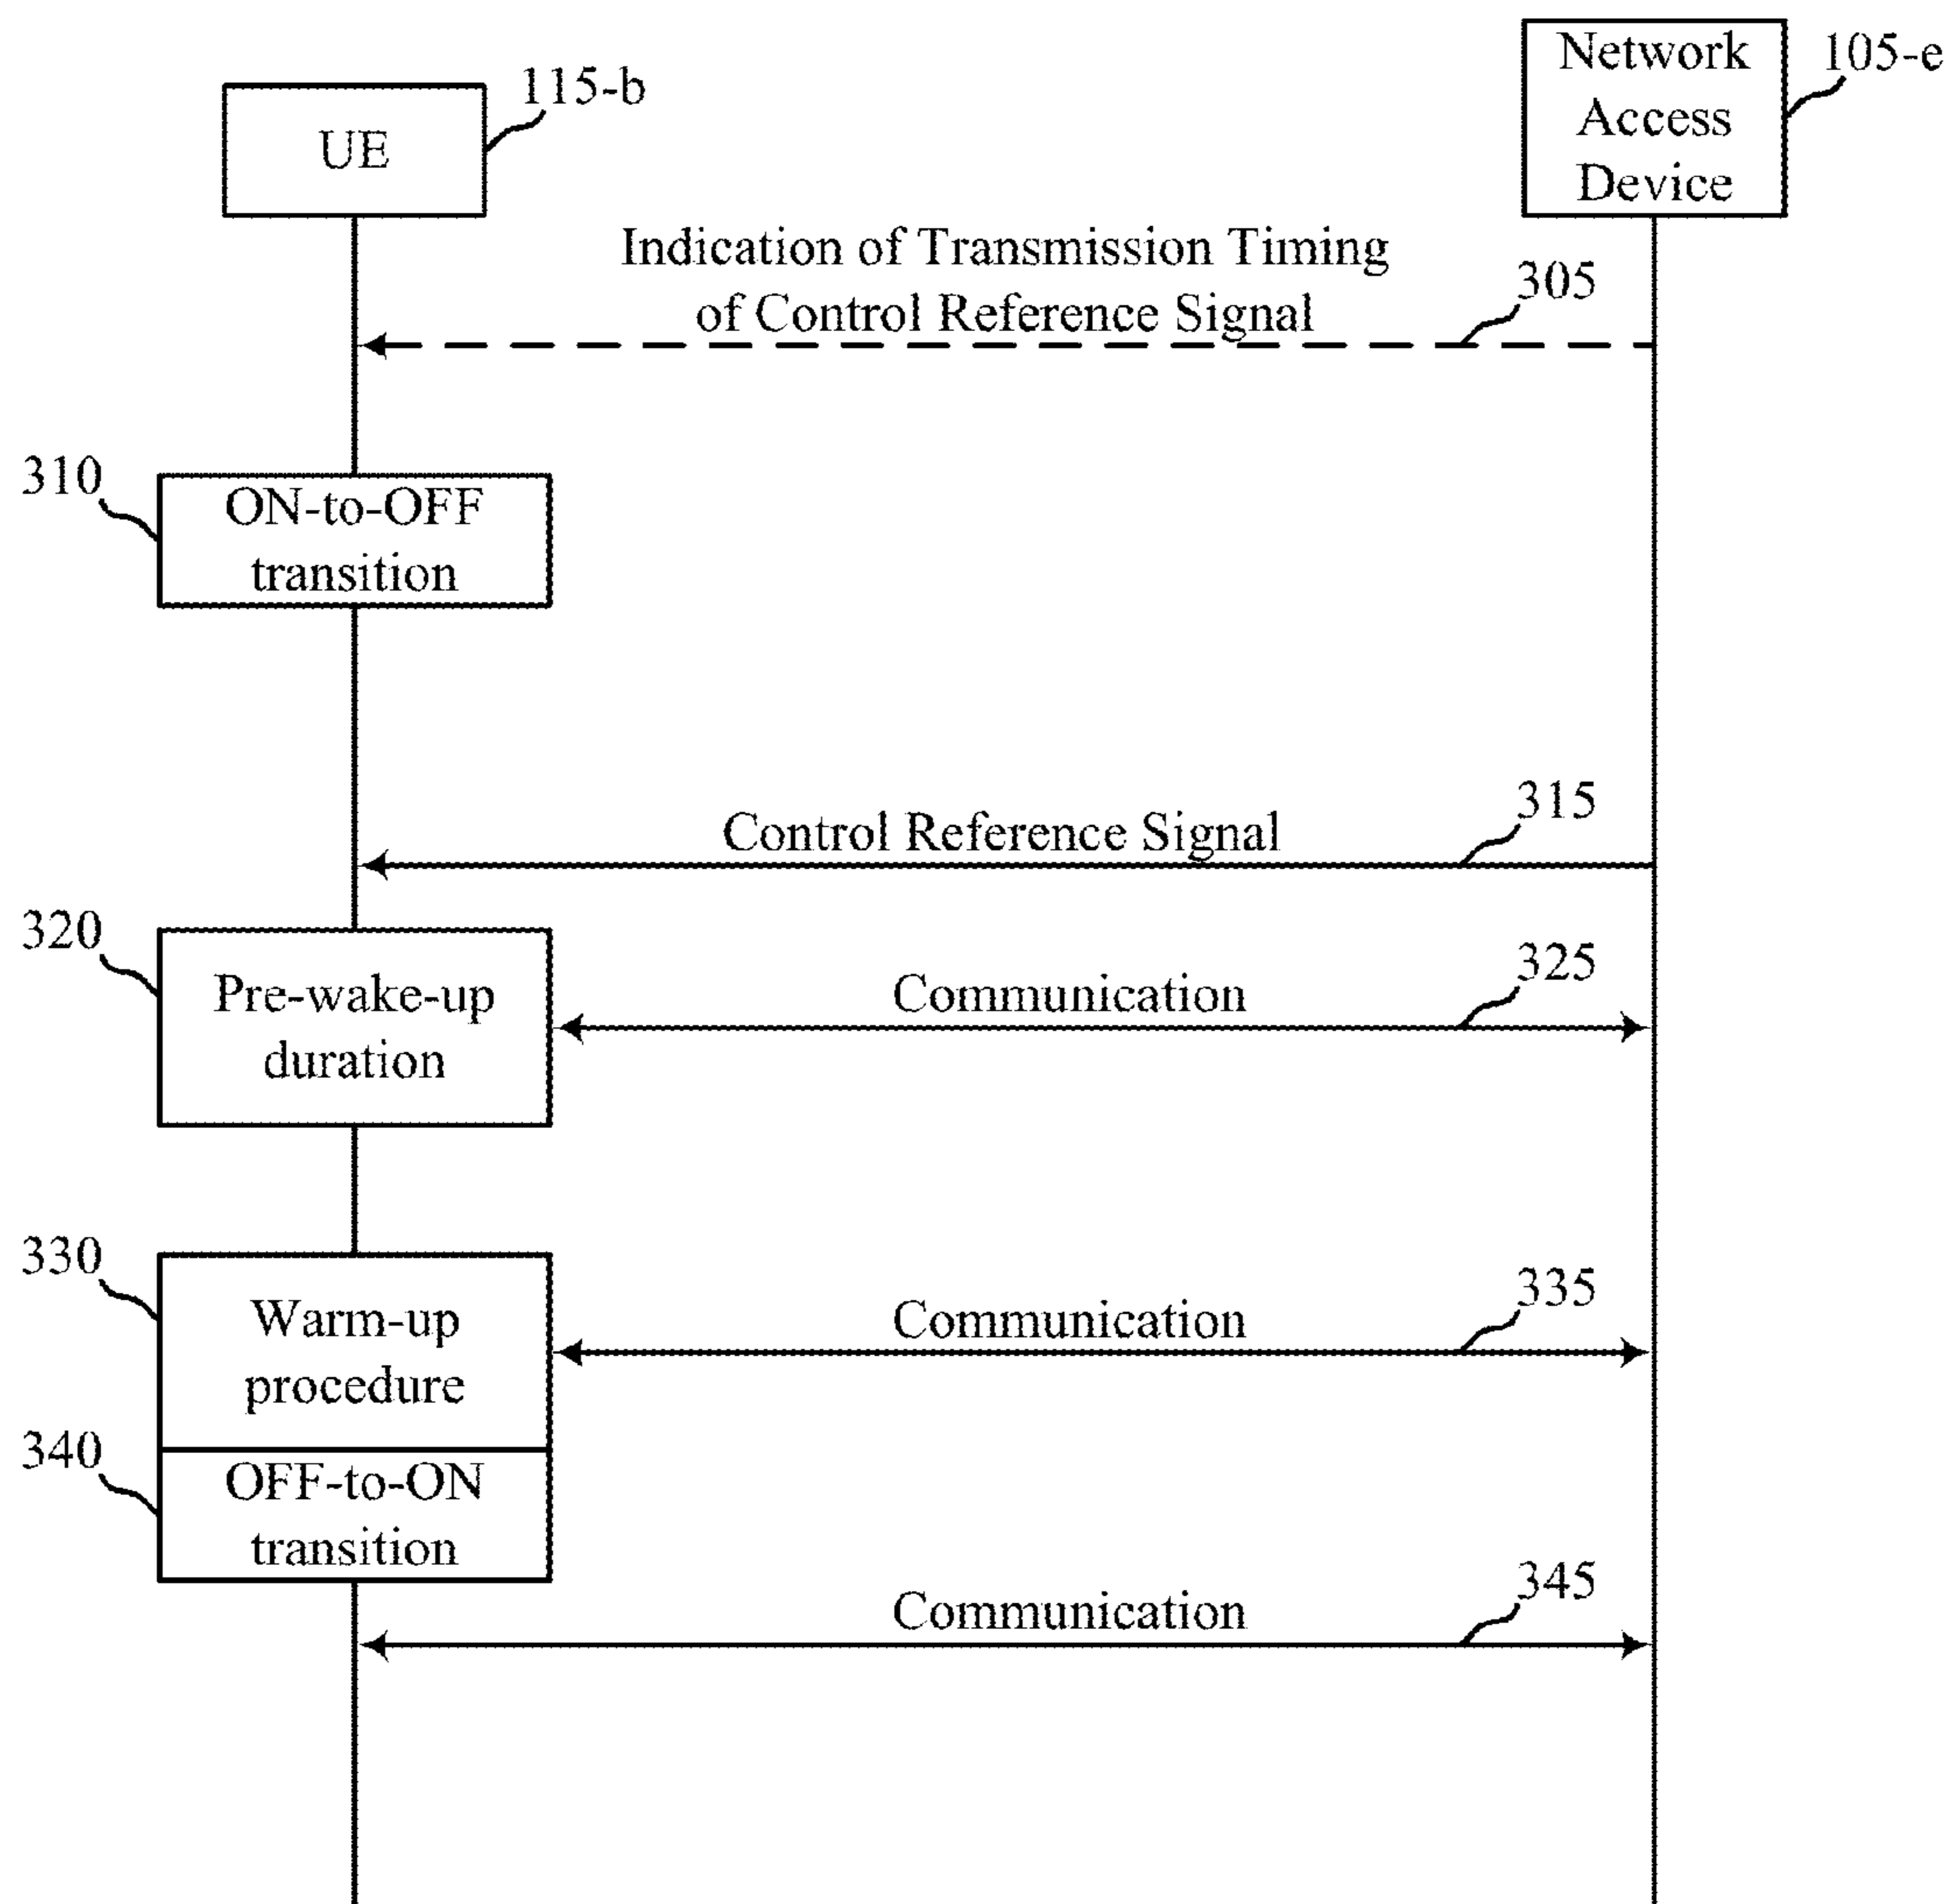 Network
Access
Device
105-e
UE
115-b
Indication of Transmission Timing
of Control Reference Signal
305
310
ON-to-OFF
transition
Control Reference Signal
315
320
Pre-wake-up
duration
Communication
325
330
Warm-up
procedure
Communication
335
340
OFF-to-ON
transition
Communication
345